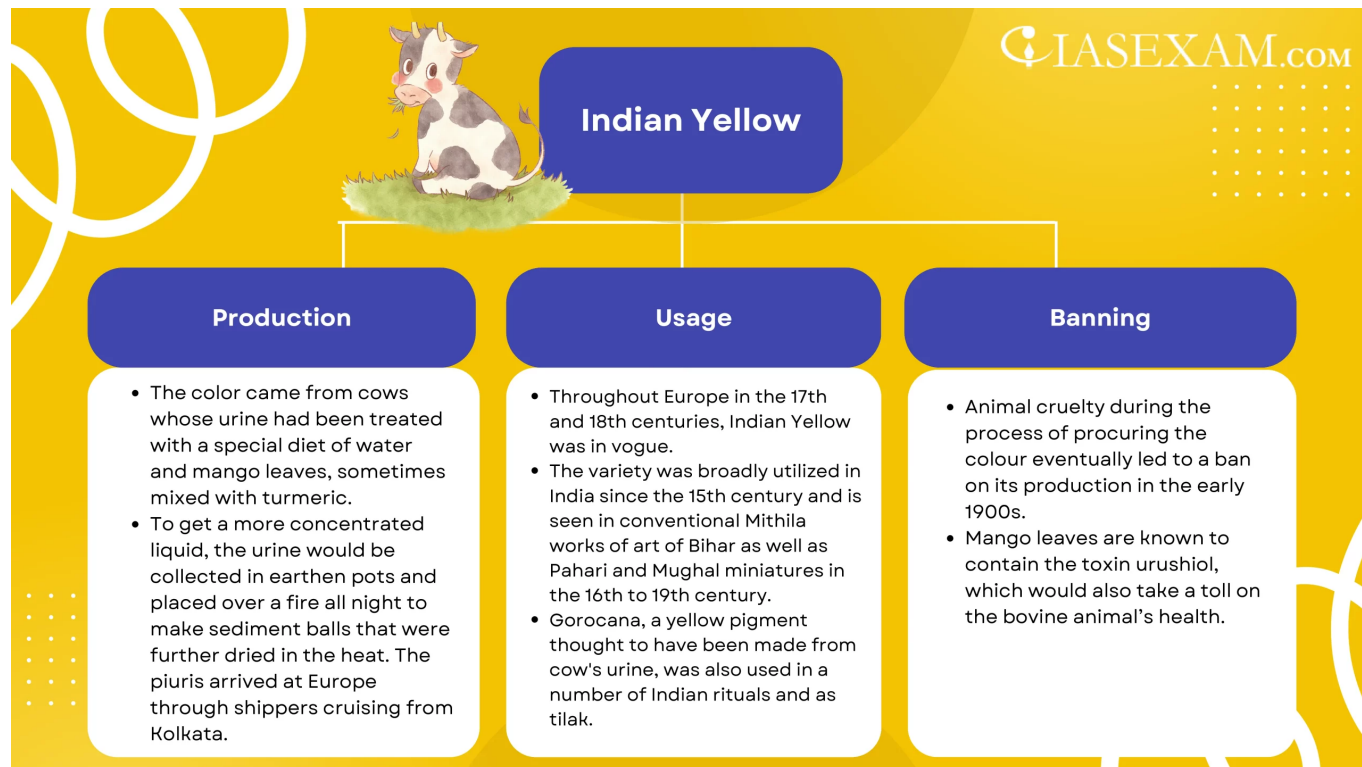 IASEXAM.COM
Indian Yellow
Production
• The color came from cows
whose urine had been treated
with a special diet of water
and mango leaves, sometimes
mixed with turmeric.
• To get a more concentrated
liquid, the urine would be
collected in earthen pots and
placed over a fire all night to
make sediment balls that were
further dried in the heat. The
piuris arrived at Europe
through shippers cruising from
Kolkata.
Usage
• Throughout Europe in the 17th
and 18th centuries, Indian Yellow
was in vogue.
• The variety was broadly utilized in
India since the 15th century and is
seen in conventional Mithila
works of art of Bihar as well as
Pahari and Mughal miniatures in
the 16th to 19th century.
• Gorocana, a yellow pigment
thought to have been made from
cow's urine, was also used in a
number of Indian rituals and as
tilak.
Banning
• Animal cruelty during the
process of procuring the
colour eventually led to a ban
on its production in the early
1900s.
• Mango leaves are known to
contain the toxin urushiol,
which would also take a toll on
the bovine animal’s health.